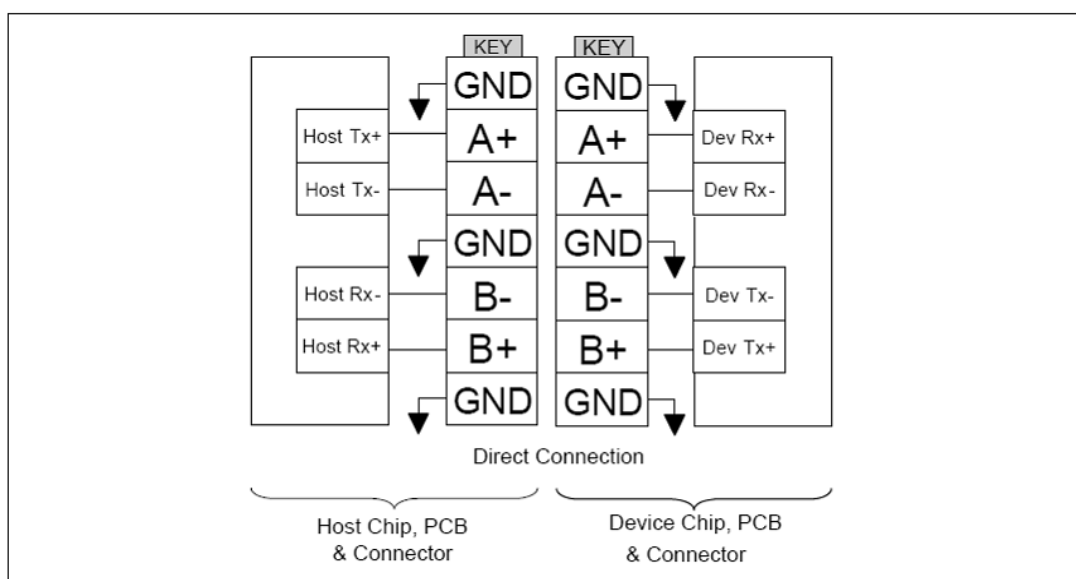 KEY KEY
GND GND
Host Tx+ A+ A+ Dev Rx+
Host Tx- A- A- Dev Rx-
GND GND
Host Rx- B- B- Dev Tx-
Host Rx+ B+ B+ Dev Tx+
GND GND
Direct Connection
Host Chip, PCB
& Connector
Device Chip, PCB
& Connector